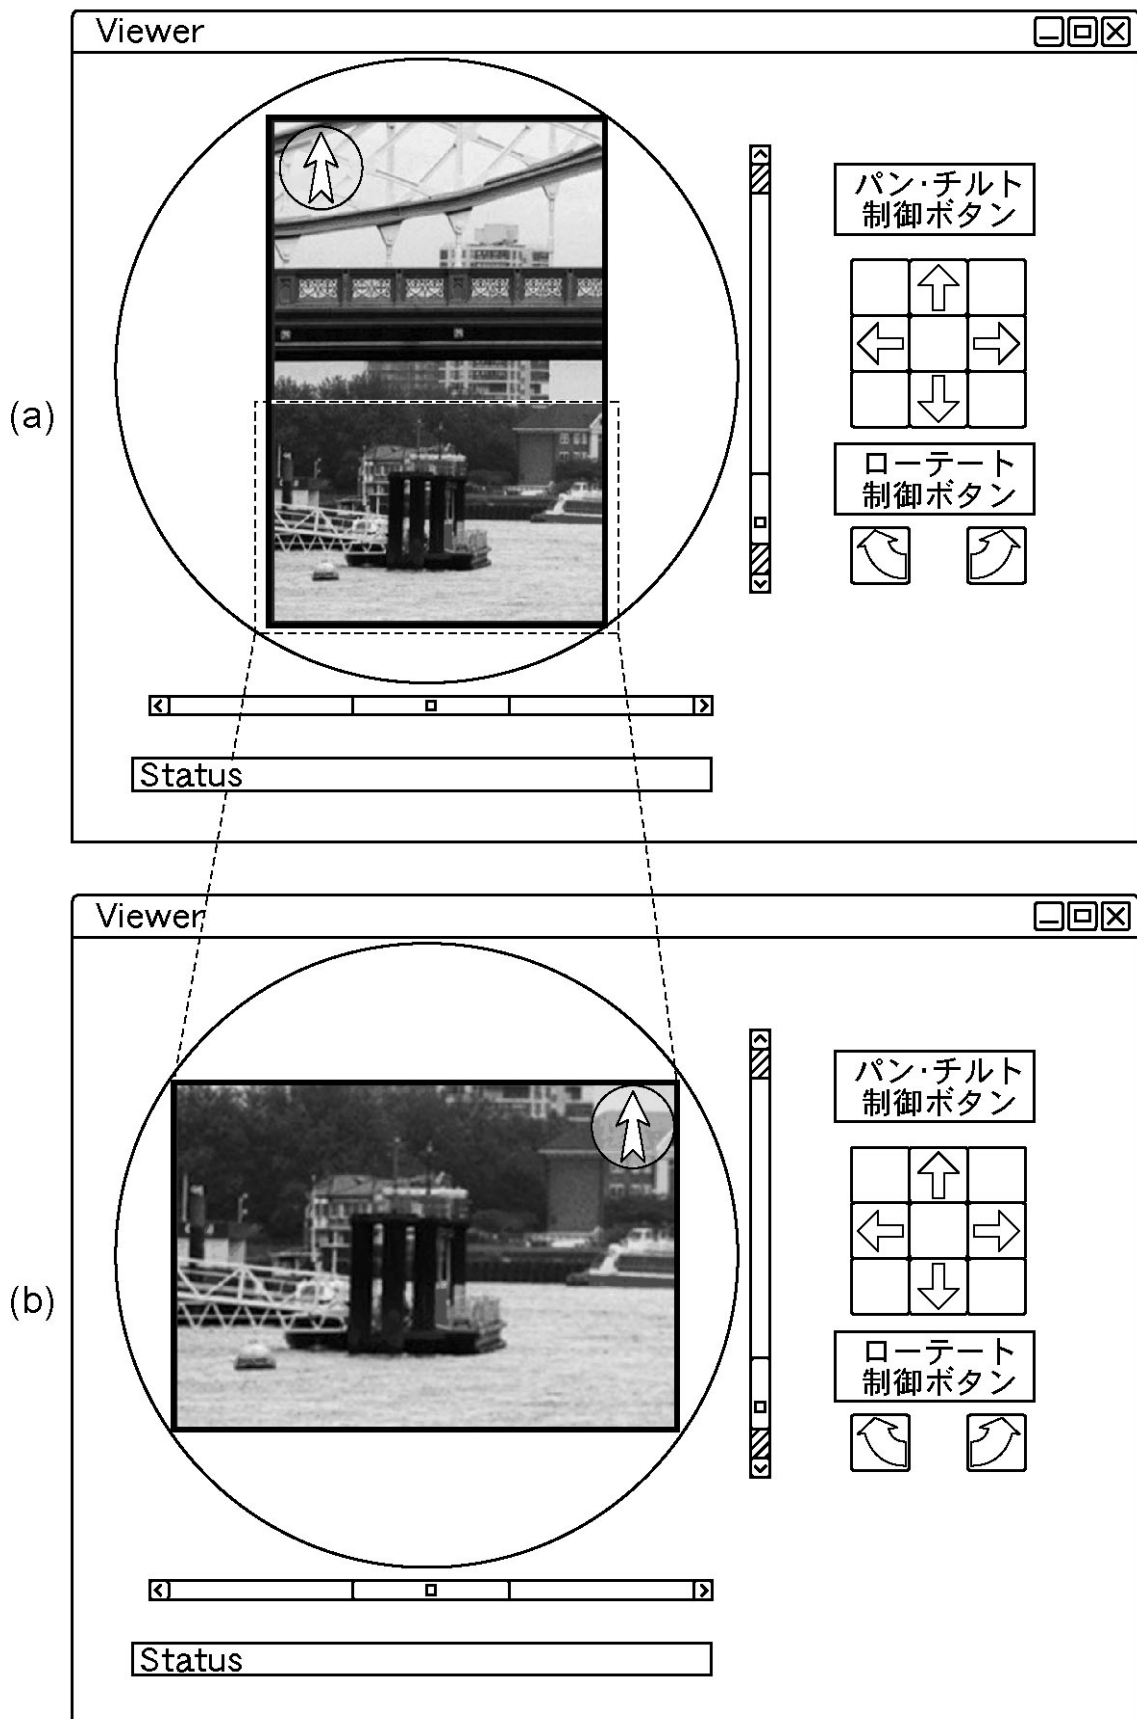 Viewer
(a)
パン・チルト
制御ボタン
ローテート
制御ボタン
Status
Viewer
(b)
パン・チルト
制御ボタン
ローテート
制御ボタン
Status